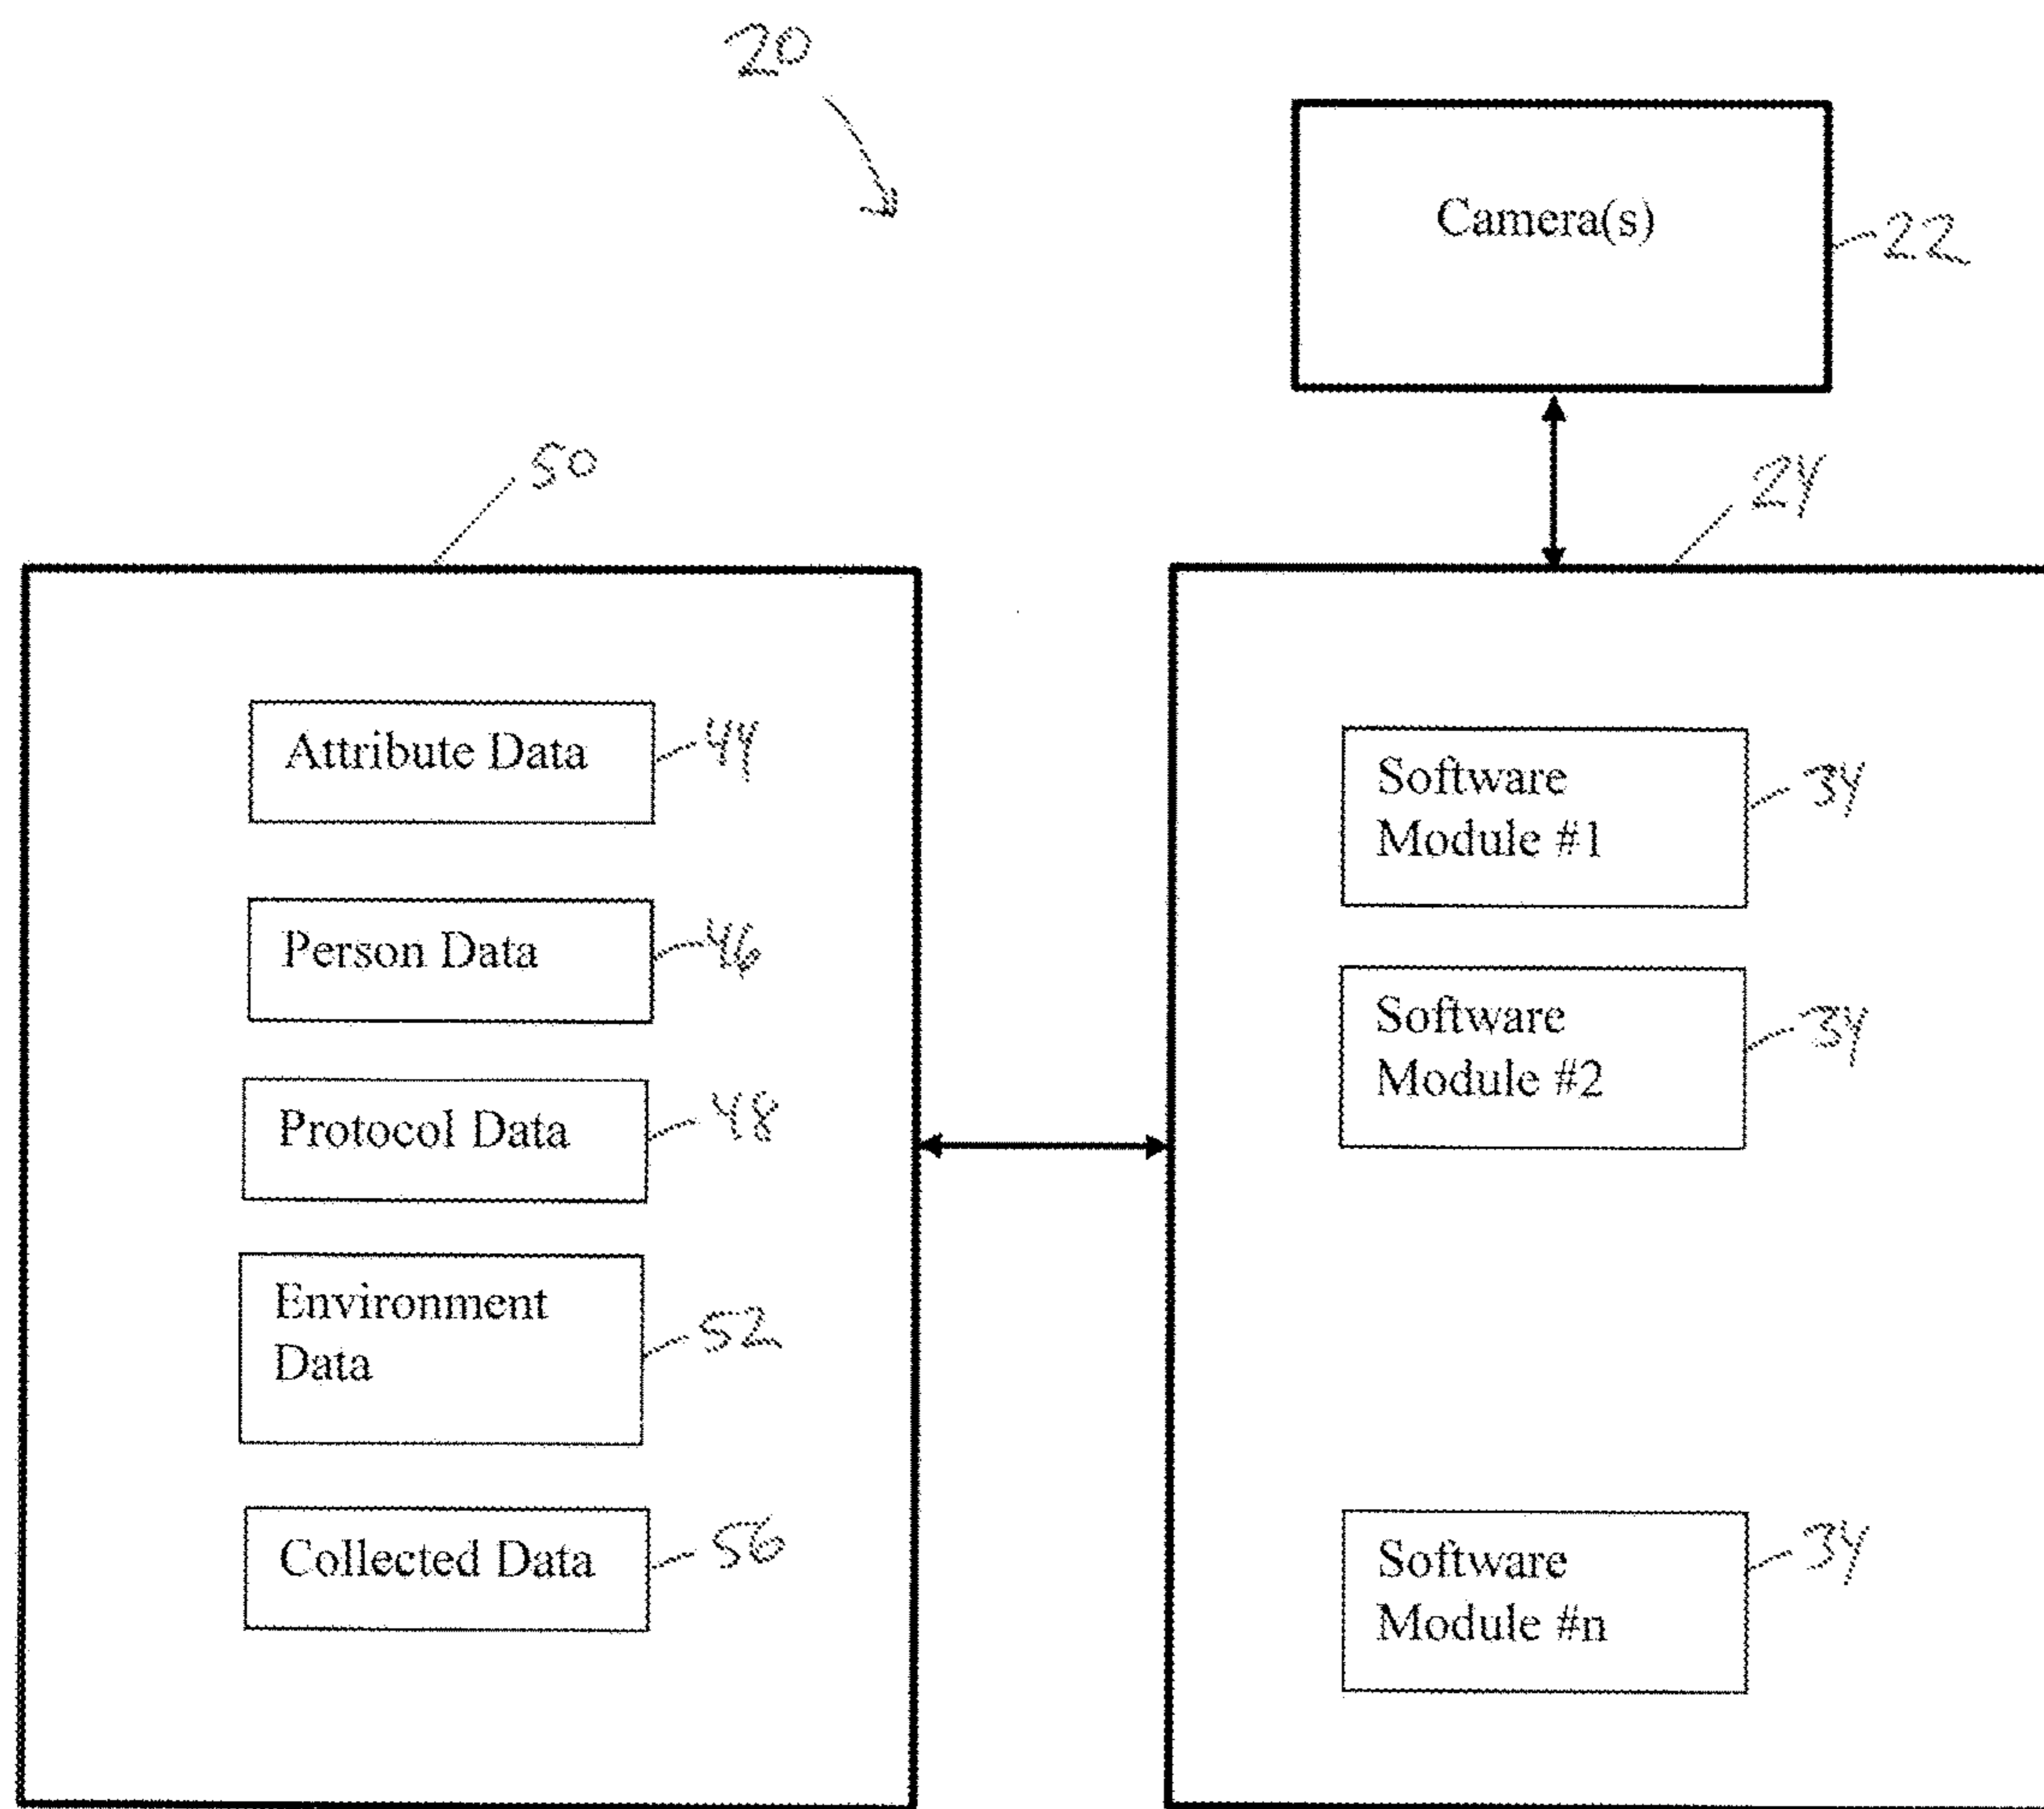 20
Camera(s)
22
50
24
Attribute Data
44
Software
Module #1
34
Person Data
46
Software
Module #2
34
Protocol Data
48
Environment
Data
52
Collected Data
56
Software
Module #n
34